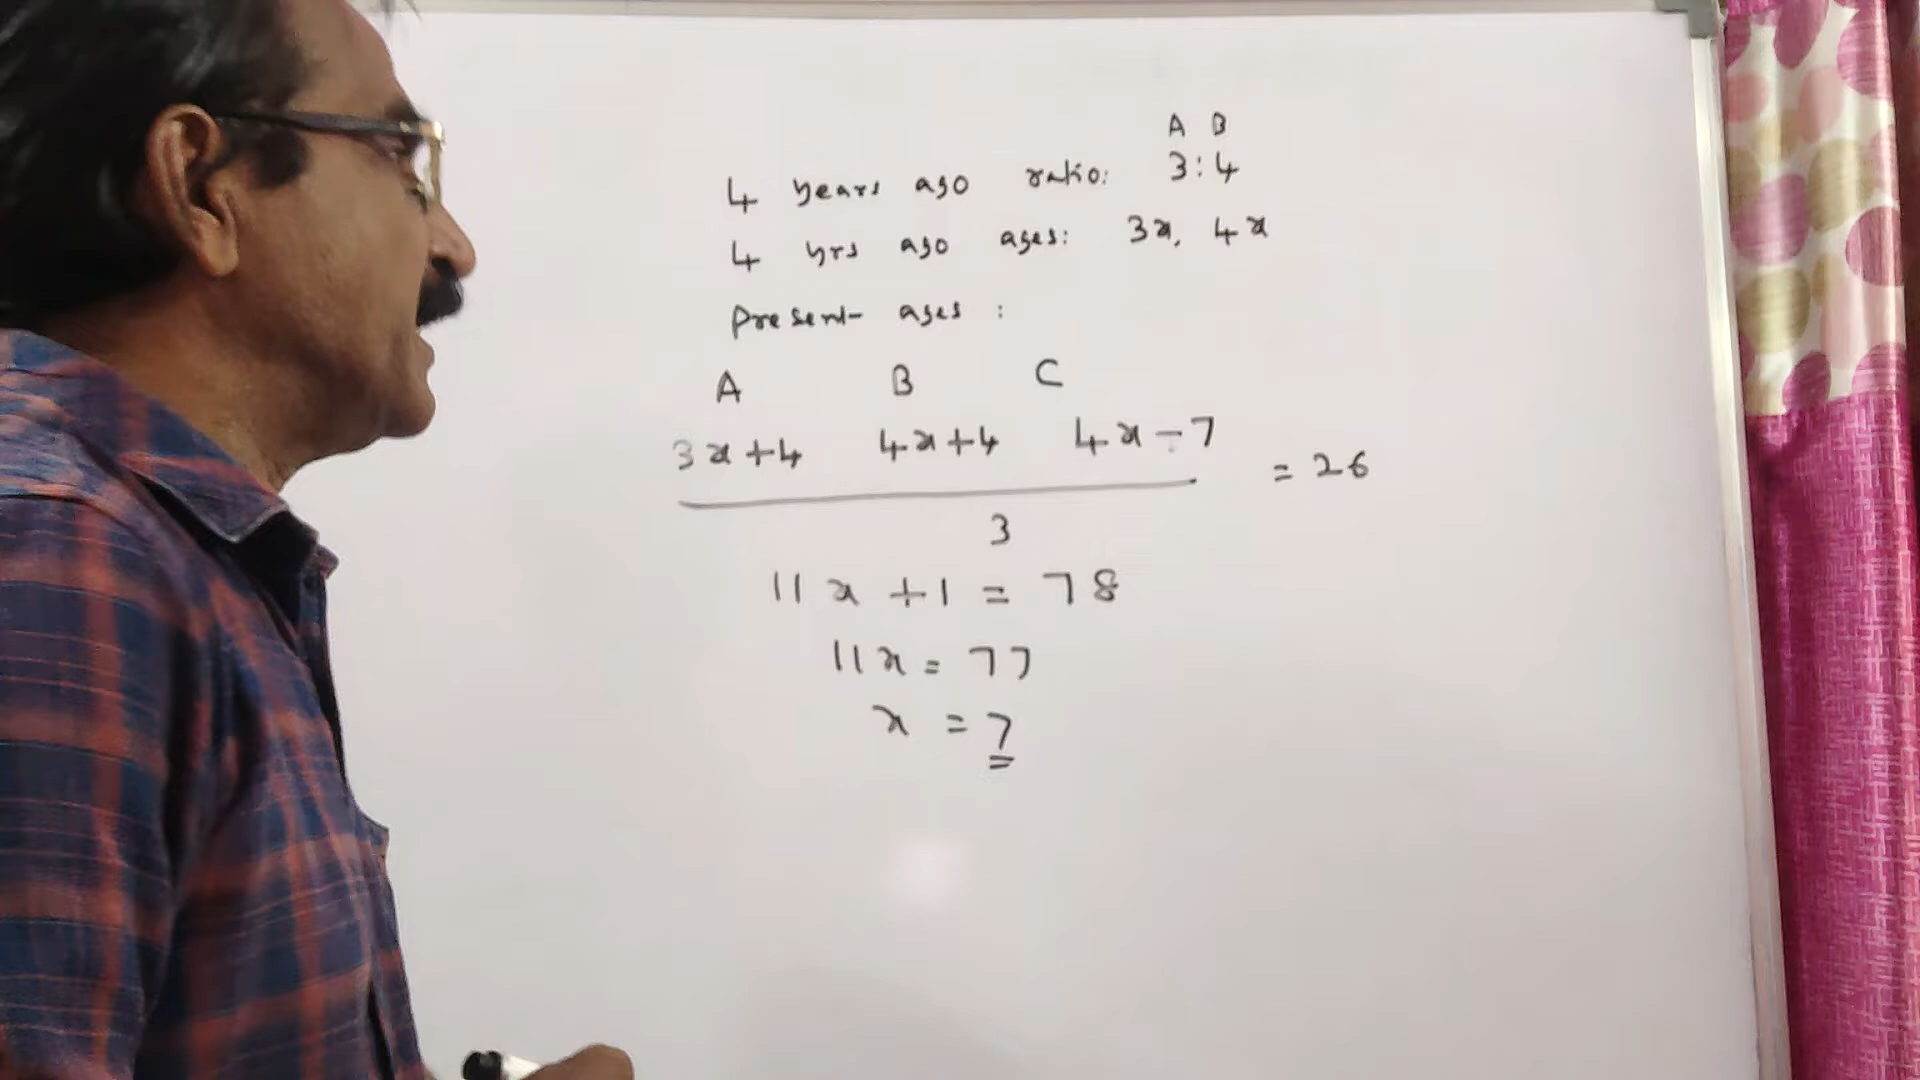 A B
4 years ago ratio: 3:4
4 yrs ago ages: 3x, 4x
present ages :
A B C
3x+4 4x+4 4x-7
= 26
3
11x +1 = 78
11x = 77
x = 7